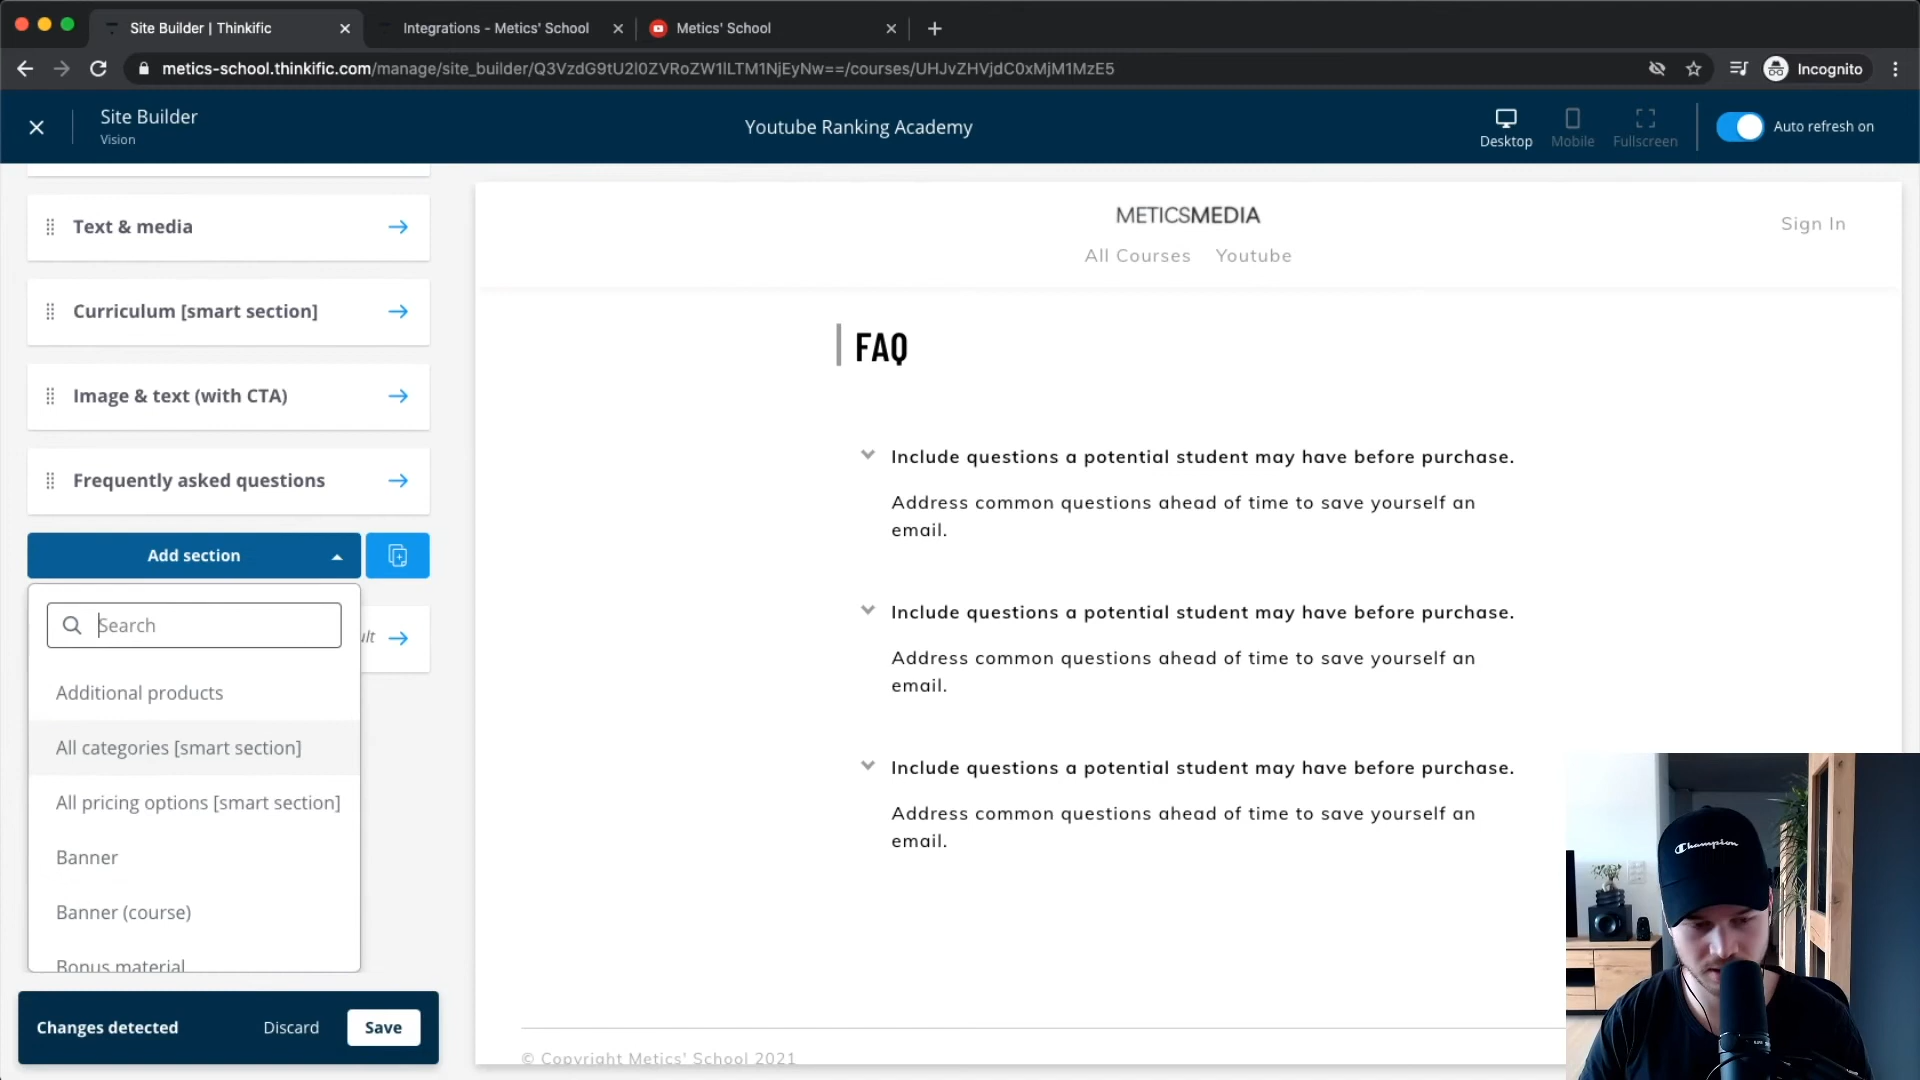 Site Builder | Thinkific
Integrations - Metics' School
Metics' School
metics-school.thinkific.com/manage/site_builder/Q3VzdG9tU2l0ZVRoZW1lLTM1NjEyNw==/courses/UHJvZHVjdC0xMjM1MzE5
Incognito
Site Builder
Vision
Youtube Ranking Academy
Desktop
Mobile
Fullscreen
Auto refresh on
Text & media
Curriculum [smart section]
Image & text (with CTA)
Frequently asked questions
Add section
Search
ult
Additional products
All categories [smart section]
All pricing options [smart section]
Banner
Banner (course)
Bonus material
Changes detected
Discard
Save
METICSMEDIA
Sign In
All Courses Youtube
FAQ
Include questions a potential student may have before purchase.
Address common questions ahead of time to save yourself an
email.
Include questions a potential student may have before purchase.
Address common questions ahead of time to save yourself an
email.
Include questions a potential student may have before purchase.
Address common questions ahead of time to save yourself an
email.
© Copyright Metics' School 2021
Champion